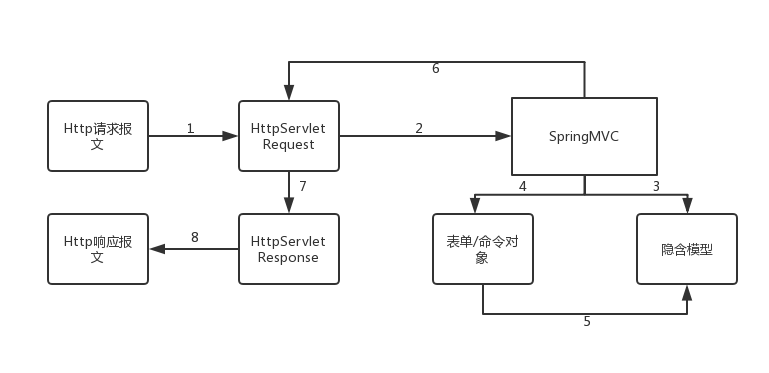 6
Http请求报
文
1
HttpServlet
Request
2
SpringMVC
7
4
3
Http响应报
文
8
HttpServlet
Response
表单/命令对
象
隐含模型
5